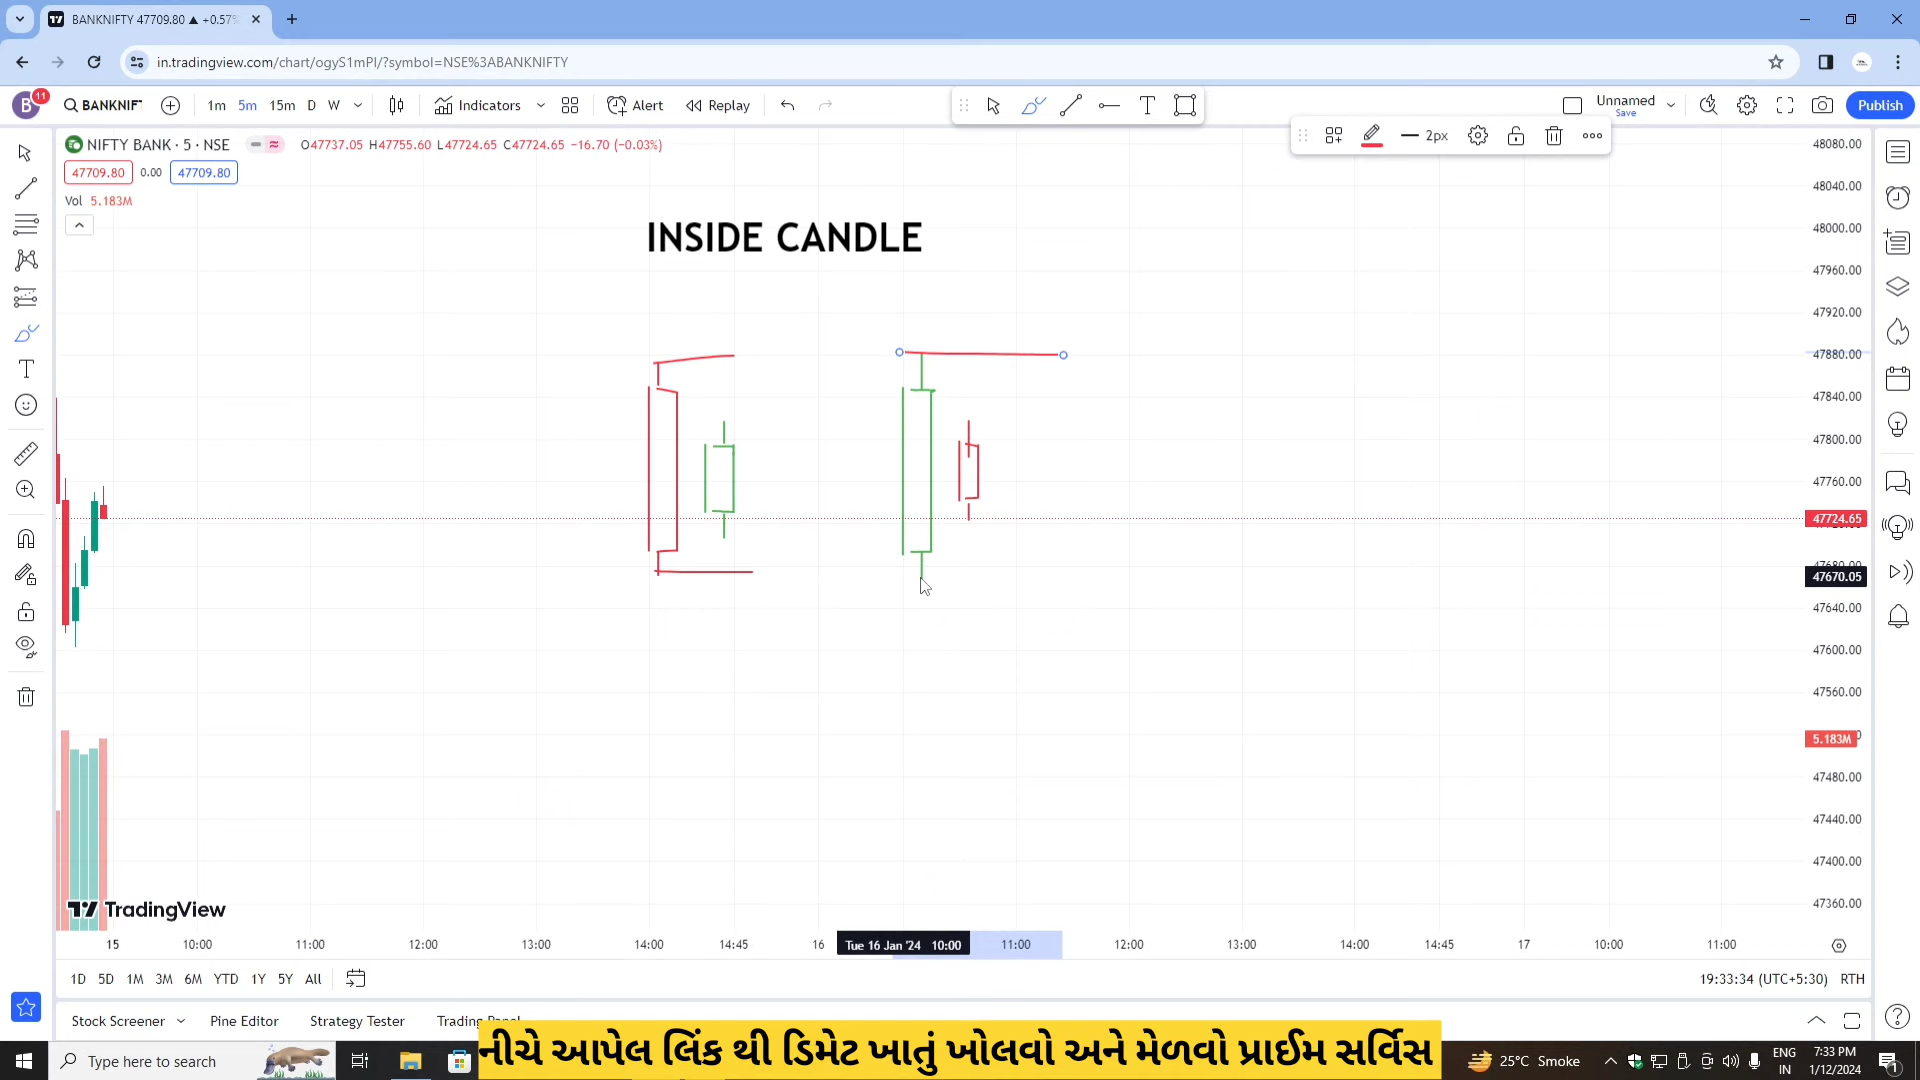 BANKNIFTY 47709.80 ▲ +0.57%
in.tradingview.com/chart/ogyS1mPI/?symbol=NSE%3ABANKNIFTY
B 11 BANKNIF 1m 5m 15m D W Indicators Alert Replay T Unnamed Save Publish
NIFTY BANK · 5 · NSE O47737.05 H47755.60 L47724.65 C47724.65 −16.70 (−0.03%)
2px
47709.80 0.00 47709.80
Vol 5.183M
INSIDE CANDLE
48080.00
48040.00
48000.00
47960.00
47920.00
47880.00
47840.00
47800.00
47760.00
47724.65
47670.05
47640.00
47600.00
47560.00
5.183M
47480.00
47440.00
47400.00
47360.00
TradingView
15 10:00 11:00 12:00 13:00 14:00 14:45 16 Tue 16 Jan '24 10:00 11:00 12:00 13:00 14:00 14:45 17 10:00 11:00
1D 5D 1M 3M 6M YTD 1Y 5Y All 19:33:34 (UTC+5:30) RTH
Stock Screener Pine Editor Strategy Tester Trading
નીચે આપેલ લિંક થી ડિમેટ ખાતું ખોલવો અને મેળવો પ્રાઈમ સર્વિસ
Type here to search
25°C Smoke
ENG
IN
7:33 PM
1/12/2024
1